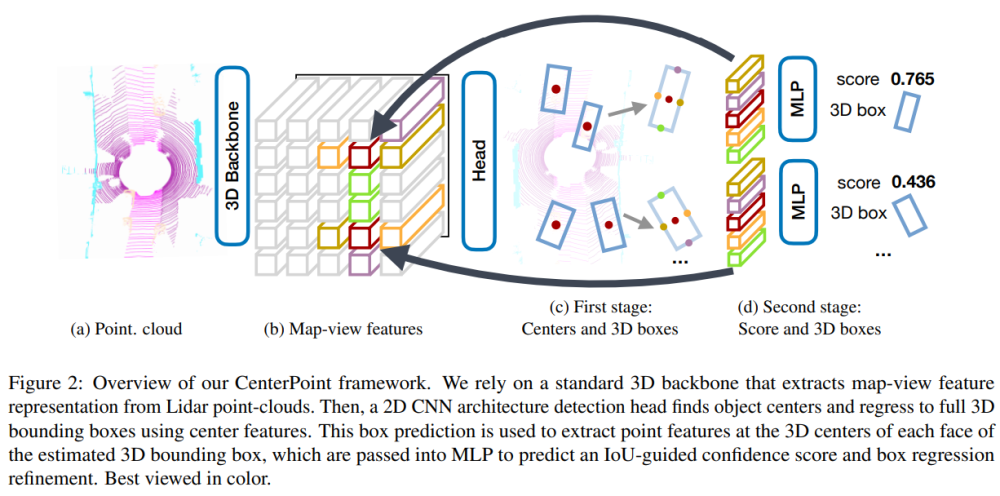 3D Backbone
Head
MLP
score 0.765
3D box
MLP
score 0.436
3D box
...
...
(a) Point. cloud
(b) Map-view features
(c) First stage:
Centers and 3D boxes
(d) Second stage:
Score and 3D boxes
Figure 2: Overview of our CenterPoint framework. We rely on a standard 3D backbone that extracts map-view feature
representation from Lidar point-clouds. Then, a 2D CNN architecture detection head finds object centers and regress to full 3D
bounding boxes using center features. This box prediction is used to extract point features at the 3D centers of each face of
the estimated 3D bounding box, which are passed into MLP to predict an IoU-guided confidence score and box regression
refinement. Best viewed in color.